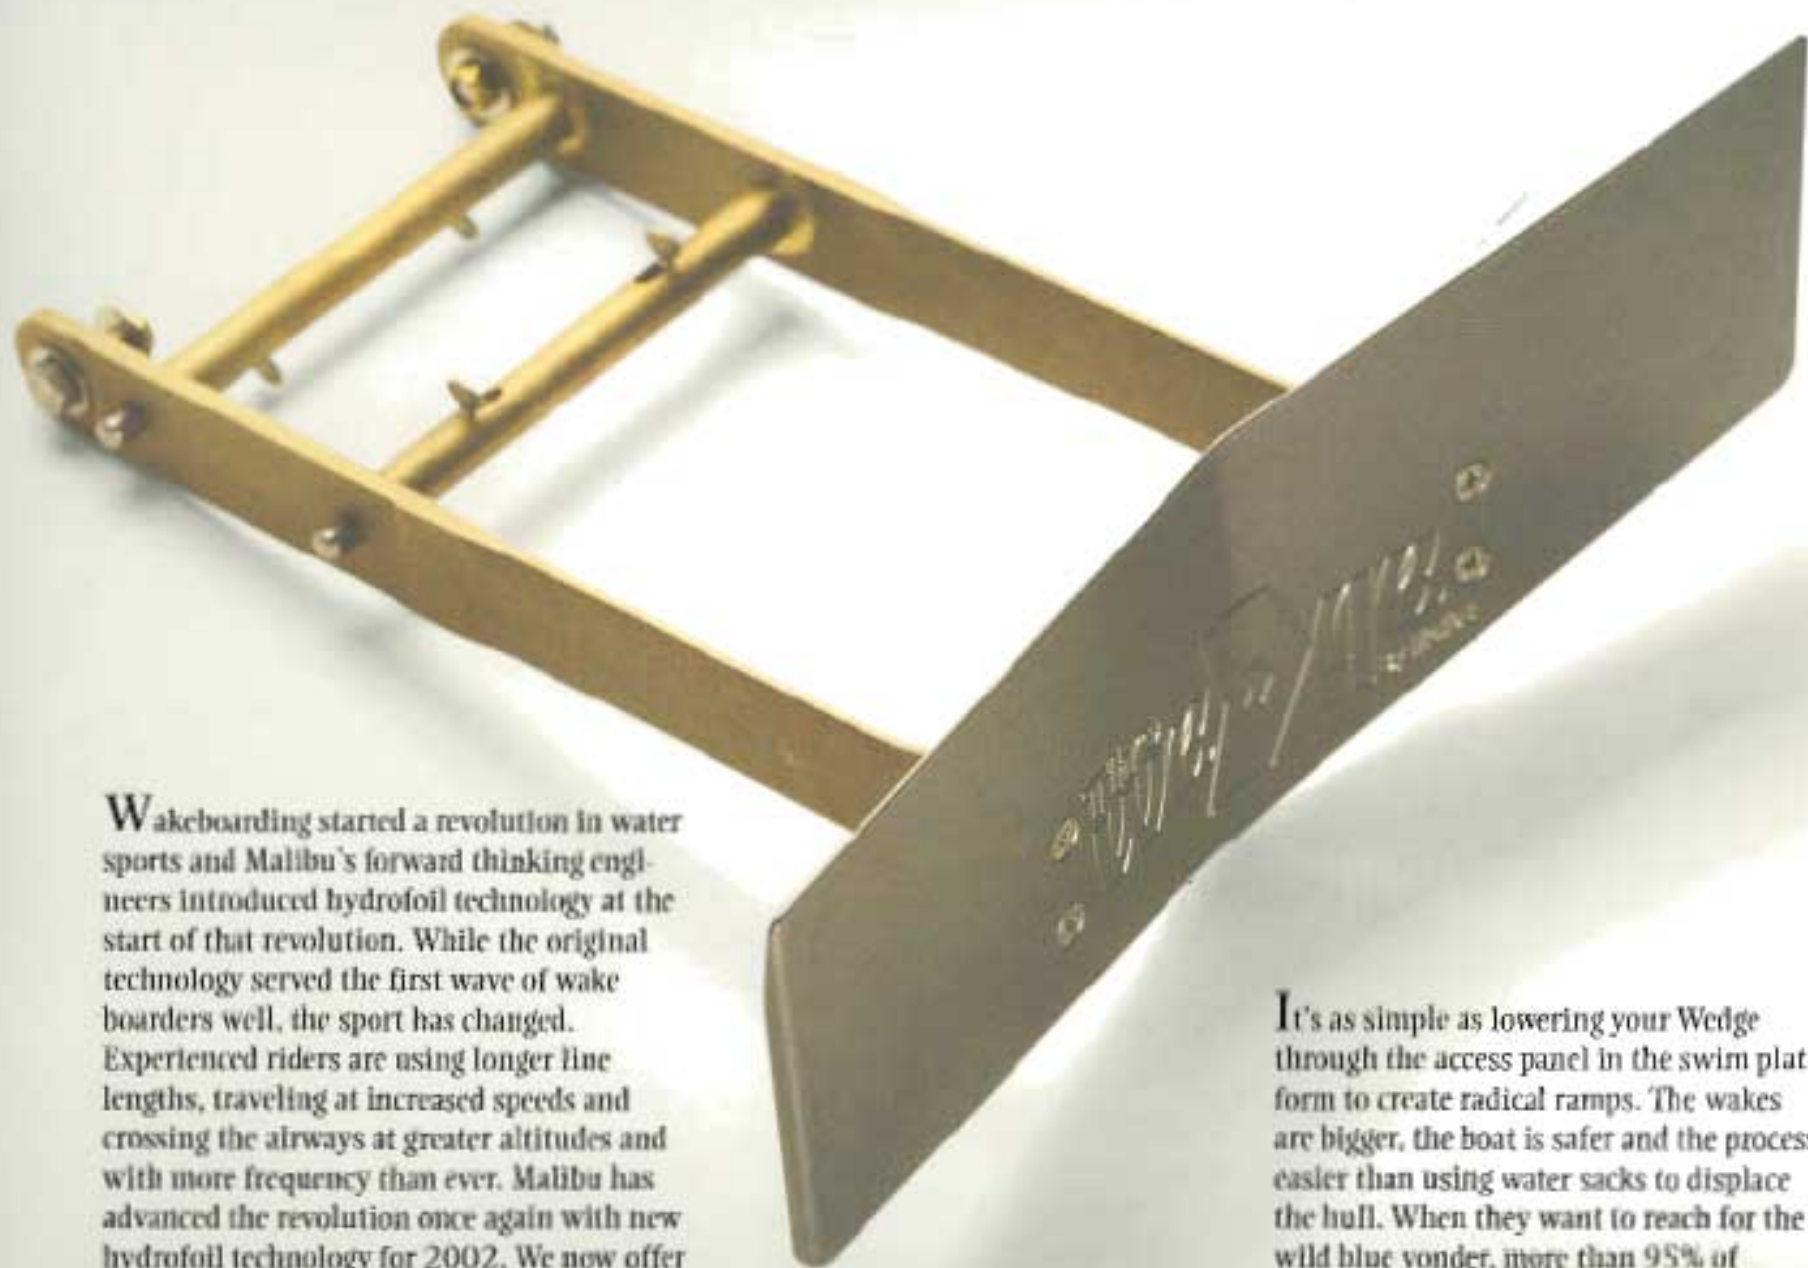 Wakeboarding started a revolution in water
sports and Malibu's forward thinking engi-
neers introduced hydrofoil technology at the
start of that revolution. While the original
technology served the first wave of wake
boarders well, the sport has changed.
Experienced riders are using longer line
lengths, traveling at increased speeds and
crossing the airways at greater altitudes and
with more frequency than ever. Malibu has
advanced the revolution once again with new
hydrofoil technology for 2002. We now offer
It's as simple as lowering your Wedge
through the access panel in the swim plat
form to create radical ramps. The wakes
are bigger, the boat is safer and the process
easier than using water sacks to displace
the hull. When they want to reach for the
wild blue yonder, more than 95% of